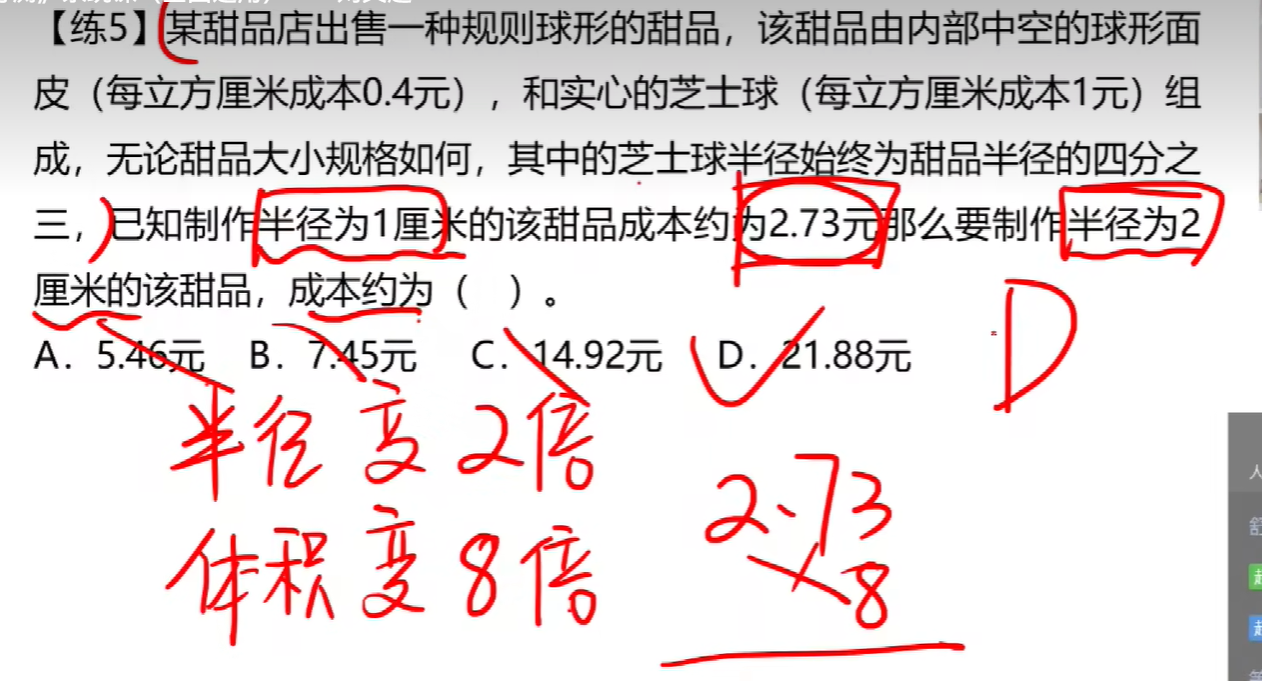 【练5】某甜品店出售一种规则球形的甜品，该甜品由内部中空的球形面
皮（每立方厘米成本0.4元），和实心的芝士球（每立方厘米成本1元）组
成，无论甜品大小规格如何，其中的芝士球半径始终为甜品半径的四分之
三，已知制作半径为1厘米的该甜品成本约为2.73元那么要制作半径为2
厘米的该甜品，成本约为（ ）。
A. 5.46元 B. 7.45元 C. 14.92元 D. 21.88元
D
半径变2倍
2.73
体积变8倍
8